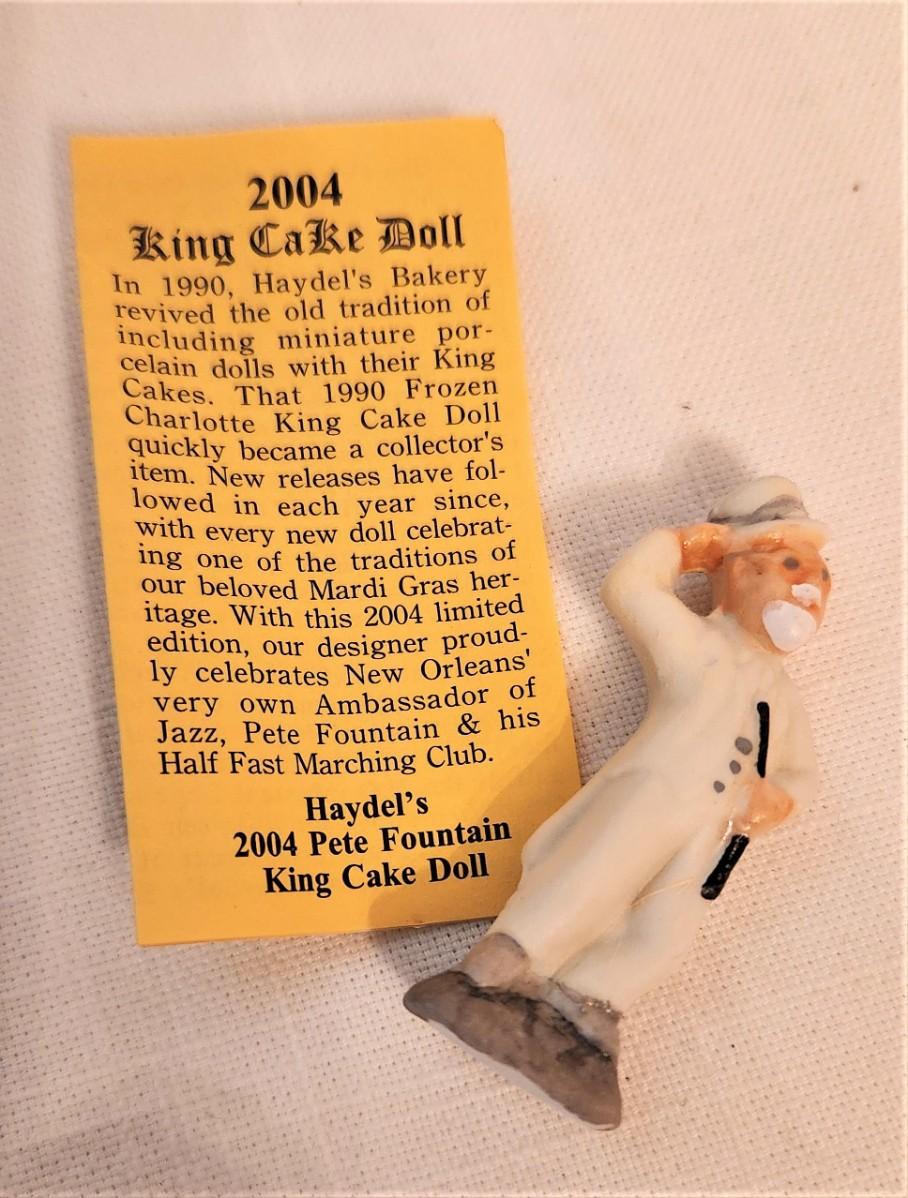 2004
King CaKe Doll
In 1990, Haydel's Bakery
revived the old tradition of
including miniature por-
celain dolls with their King
Cakes. That 1990 Frozen
Charlotte King Cake Doll
quickly became a collector's
item. New releases have fol-
lowed in each year since,
with every new doll celebrat-
ing one of the traditions of
our beloved Mardi Gras her-
itage. With this 2004 limited
edition, our designer proud-
ly celebrates New Orleans'
very own Ambassador of
Jazz, Pete Fountain & his
Half Fast Marching Club.
Haydel's
2004 Pete Fountain
King Cake Doll